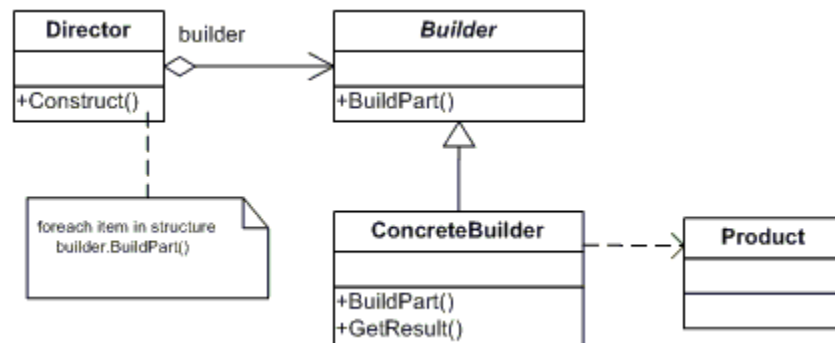 Director
builder
Builder
+Construct()
+BuildPart()
foreach item in structure
builder.BuildPart()
ConcreteBuilder
Product
+BuildPart()
+GetResult()